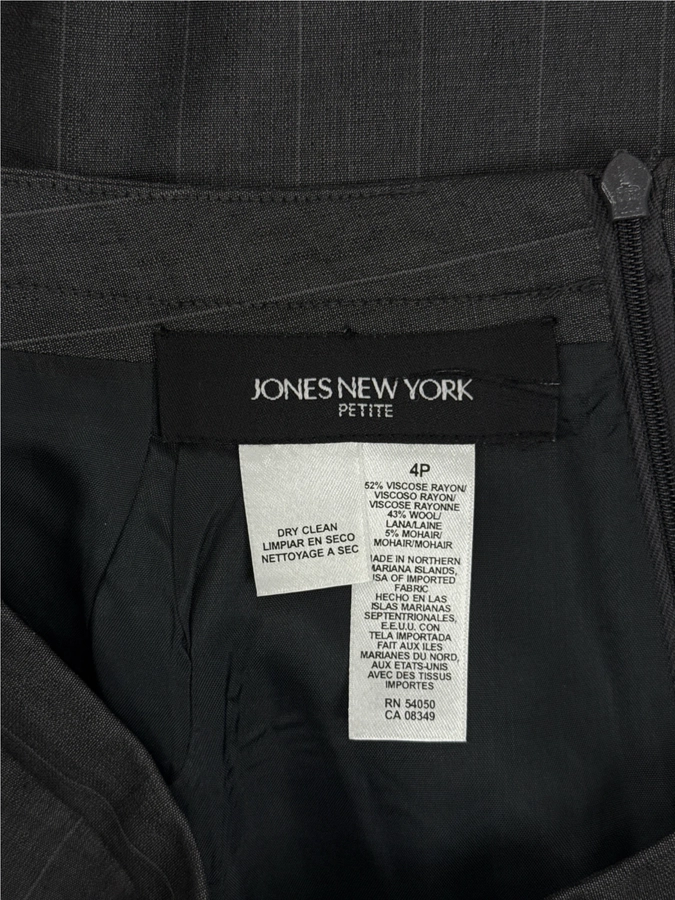 JONES NEW YORK
PETITE
DRY CLEAN
LIMPIAR EN SECO
NETTOYAGE A SEC
4P
52% VISCOSE RAYON/
VISCOSO RAYON/
VISCOSE RAYONNE
43% WOOL/
LANA/LAINE
5% MOHAIR/
MOHAIR/MOHAIR
MADE IN NORTHERN
MARIANA ISLANDS,
USA OF IMPORTED
FABRIC
HECHO EN LAS
ISLAS MARIANAS
SEPTENTRIONALES,
E.E.U.U. CON
TELA IMPORTADA
FAIT AUX ILES
MARIANES DU NORD,
AUX ETATS-UNIS
AVEC DES TISSUS
IMPORTES
RN 54050
CA 08349